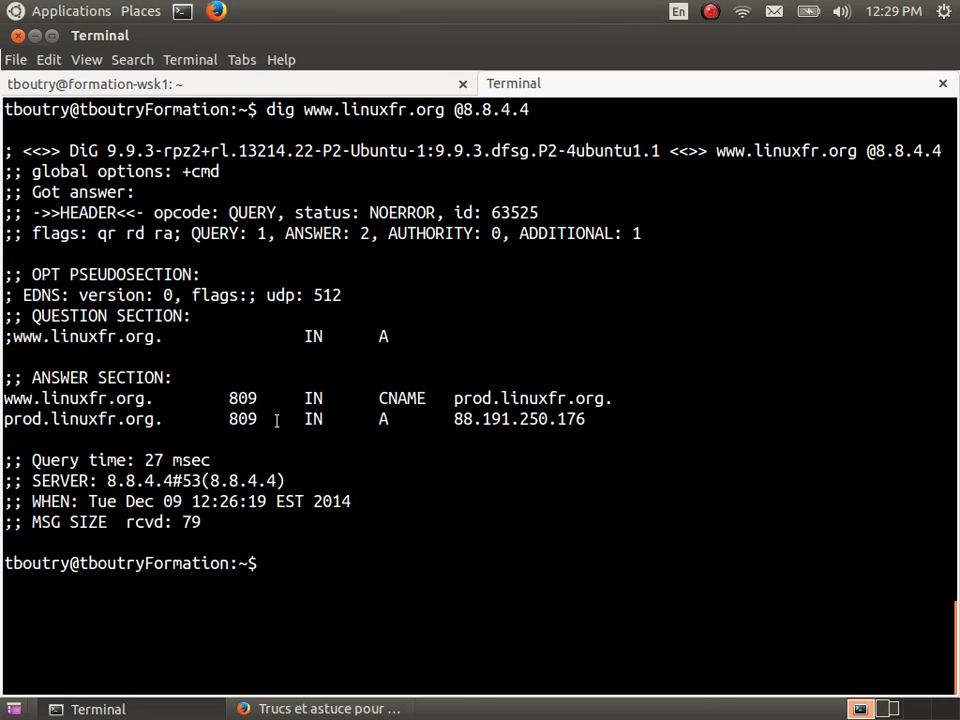 Applications Places En 12:29 PM
Terminal
File Edit View Search Terminal Tabs Help
tboutry@formation-wsk1: ~ Terminal
tboutry@tboutryFormation:~$ dig www.linuxfr.org @8.8.4.4
; <<>> DiG 9.9.3-rpz2+rl.13214.22-P2-Ubuntu-1:9.9.3.dfsg.P2-4ubuntu1.1 <<>> www.linuxfr.org @8.8.4.4
;; global options: +cmd
;; Got answer:
;; ->>HEADER<<- opcode: QUERY, status: NOERROR, id: 63525
;; flags: qr rd ra; QUERY: 1, ANSWER: 2, AUTHORITY: 0, ADDITIONAL: 1
;; OPT PSEUDOSECTION:
; EDNS: version: 0, flags:; udp: 512
;; QUESTION SECTION:
;www.linuxfr.org. IN A
;; ANSWER SECTION:
www.linuxfr.org. 809 IN CNAME prod.linuxfr.org.
prod.linuxfr.org. 809 IN A 88.191.250.176
;; Query time: 27 msec
;; SERVER: 8.8.4.4#53(8.8.4.4)
;; WHEN: Tue Dec 09 12:26:19 EST 2014
;; MSG SIZE rcvd: 79
tboutry@tboutryFormation:~$
Terminal Trucs et astuce pour ...